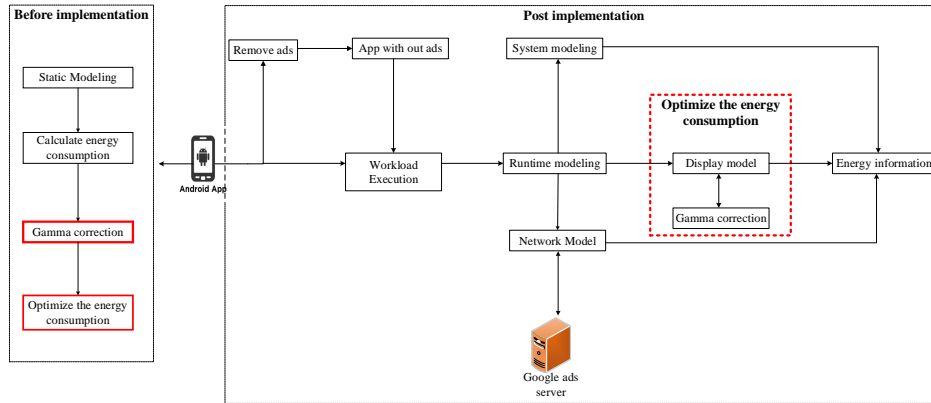 Before implementation
Static Modeling
Calculate energy
consumption
Gamma correction
Optimize the energy
consumption
Android App
Post implementation
Remove ads
App with out ads
Workload
Execution
System modeling
Runtime modeling
Network Model
Google ads
server
Optimize the energy
consumption
Display model
Gamma correction
Energy information